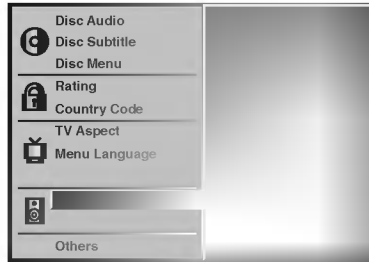 Disc Audio
Disc Subtitle
Disc Menu
Rating
Country Code
TV Aspect
Menu Language
Others